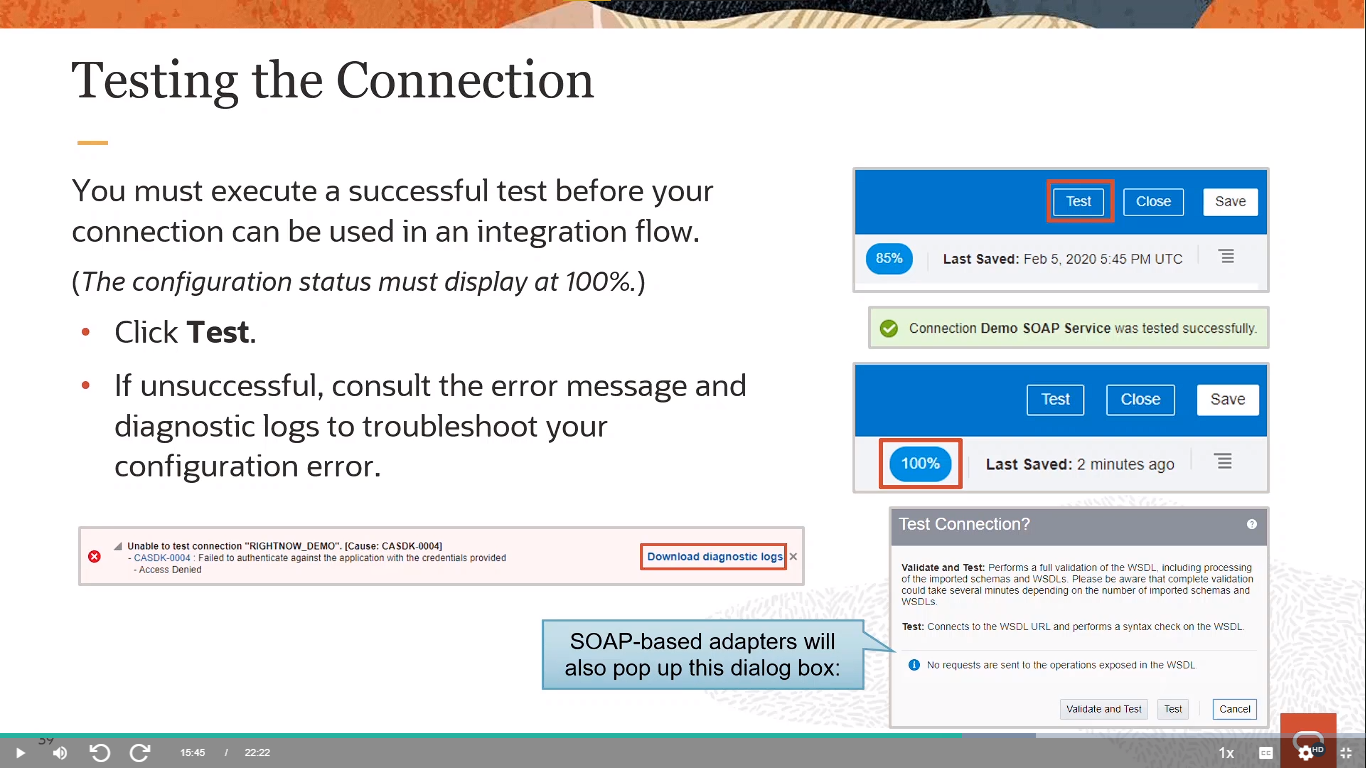 Testing the Connection
You must execute a successful test before your
connection can be used in an integration flow.
(The configuration status must display at 100%.)
• Click Test.
• If unsuccessful, consult the error message and
diagnostic logs to troubleshoot your
configuration error.
Unable to test connection "RIGHTNOW_DEMO". [Cause: CASDK-0004]
- CASDK-0004 : Failed to authenticate against the application with the credentials provided
- Access Denied
Download diagnostic logs ×
SOAP-based adapters will
also pop up this dialog box:
Test Close Save
85% Last Saved: Feb 5, 2020 5:45 PM UTC
Connection Demo SOAP Service was tested successfully.
Test Close Save
100% Last Saved: 2 minutes ago
Test Connection? ?
Validate and Test: Performs a full validation of the WSDL, including processing
of the imported schemas and WSDLs. Please be aware that complete validation
could take several minutes depending on the number of imported schemas and
WSDLs.
Test: Connects to the WSDL URL and performs a syntax check on the WSDL.
No requests are sent to the operations exposed in the WSDL
Validate and Test Test Cancel
15:45 / 22:22 1x CC HD